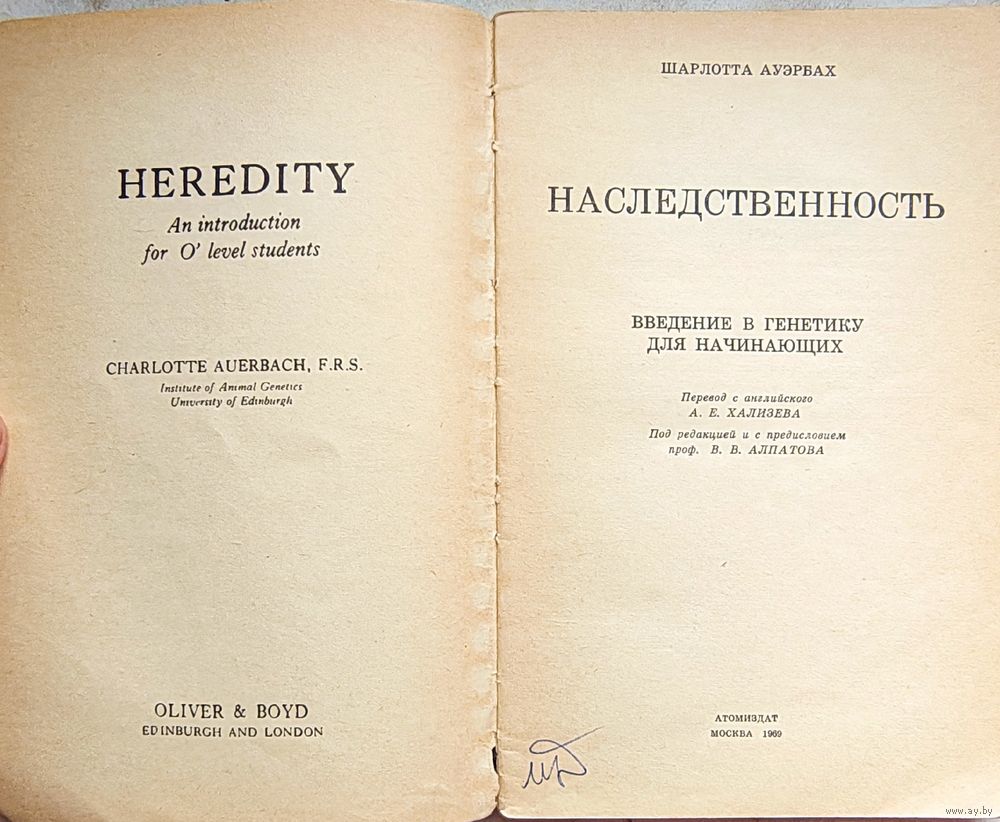 HEREDITY
An introduction
for O' level students
CHARLOTTE AUERBACH, F.R.S.
Institute of Animal Genetics
University of Edinburgh
OLIVER & BOYD
EDINBURGH AND LONDON
ШАРЛОТТА АУЭРБАХ
НАСЛЕДСТВЕННОСТЬ
ВВЕДЕНИЕ В ГЕНЕТИКУ
ДЛЯ НАЧИНАЮЩИХ
Перевод с английского
А. Е. ХАЛИЗЕВА
Под редакцией и с предисловием
проф. В. В. АЛПАТОВА
АТОМИЗДАТ
МОСКВА 1969
www.ay.by